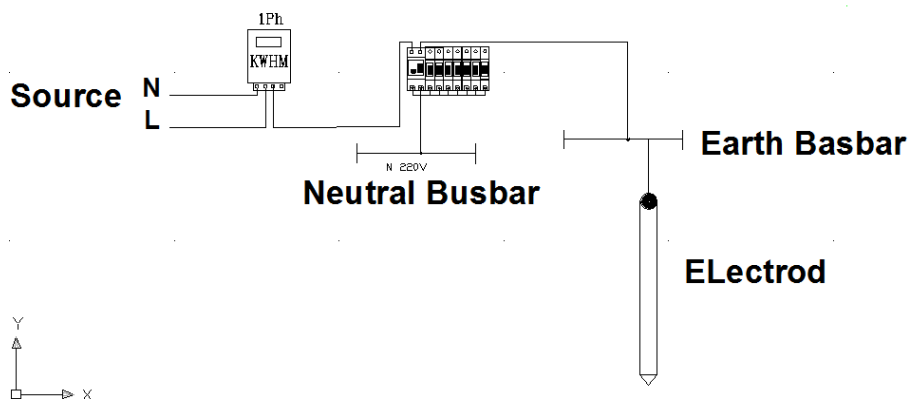 1Ph
KWHM
Source N
L
N 220V
Neutral Busbar
Earth Basbar
ELectrod
Y
X